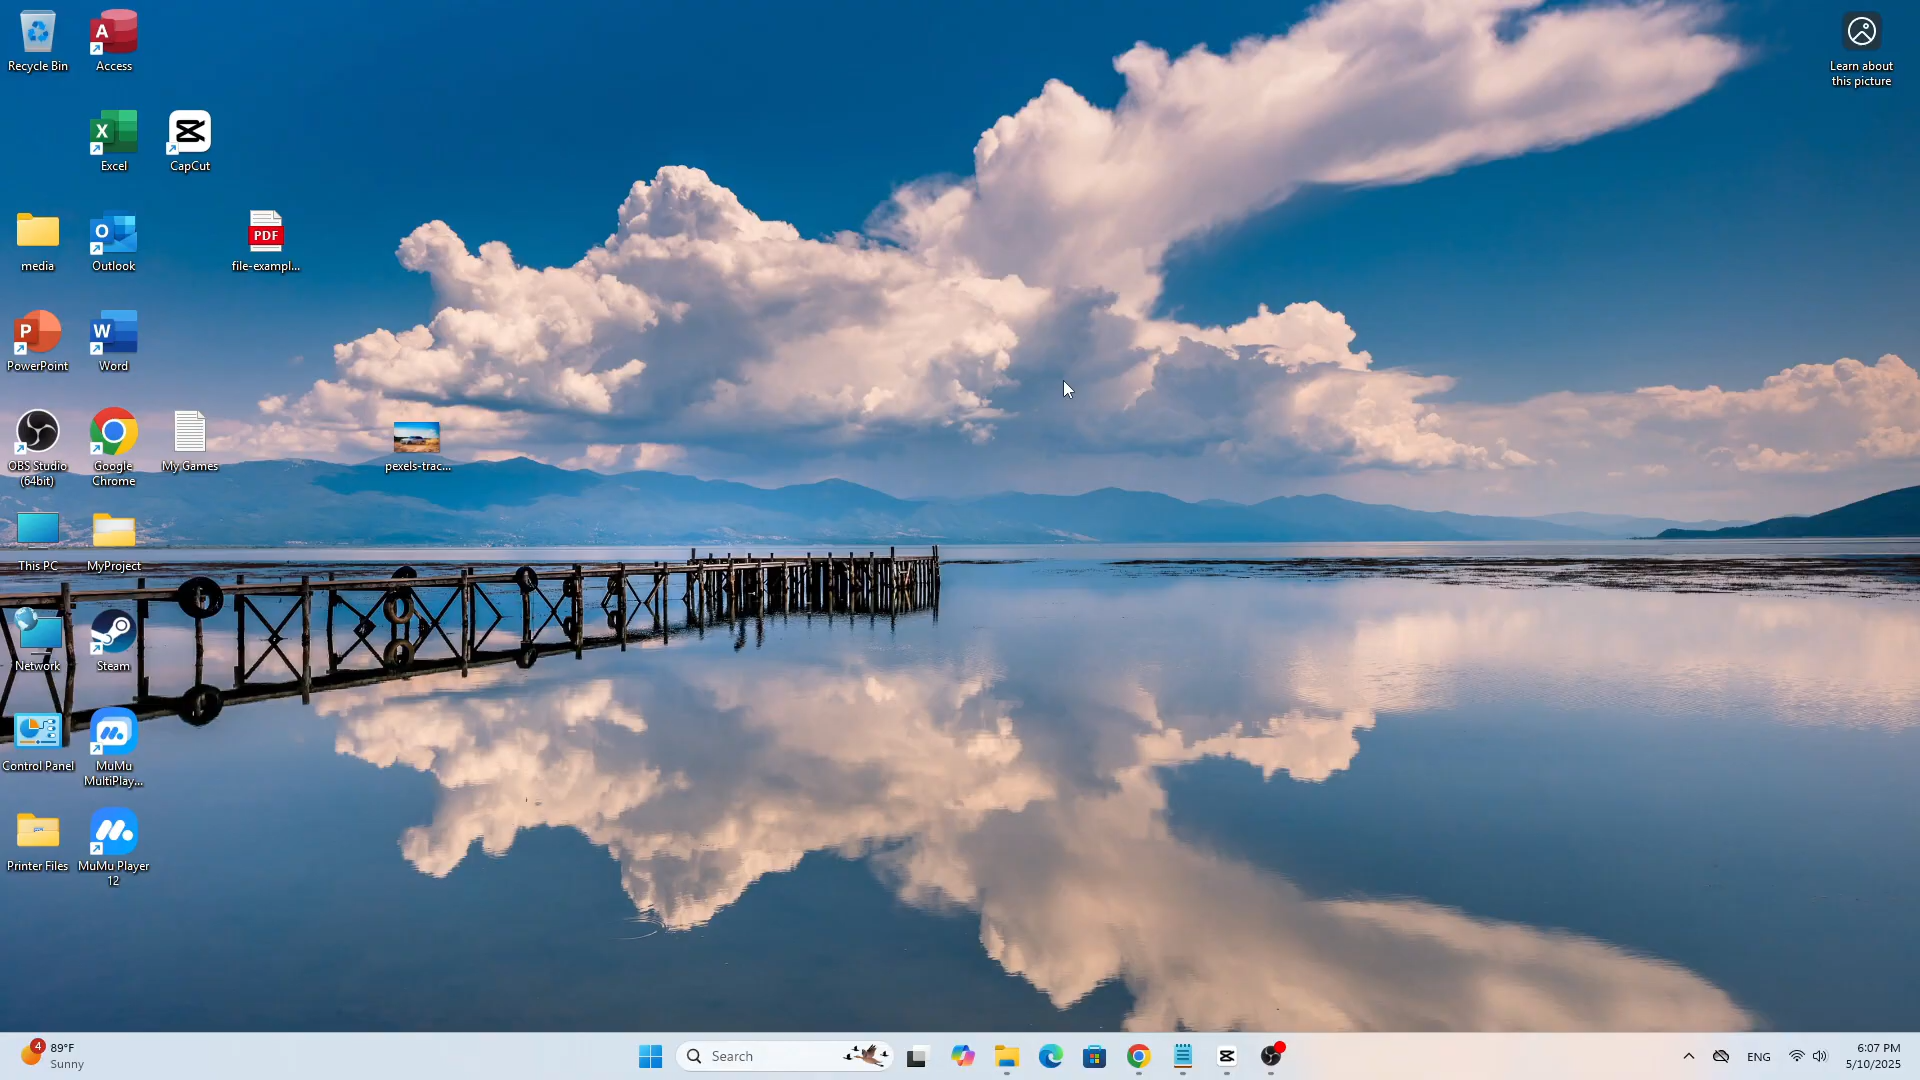 Recycle Bin
Access
Learn about
this picture
Excel
CapCut
media
Outlook
PDF
file-exampl...
PowerPoint
Word
OBS Studio
(64bit)
Google
Chrome
My Games
pexels-trac...
This PC
MyProject
Network
Steam
Control Panel
MuMu
MultiPlay...
Printer Files
MuMu Player
12
4
89°F
Sunny
Search
ENG
6:07 PM
5/10/2025